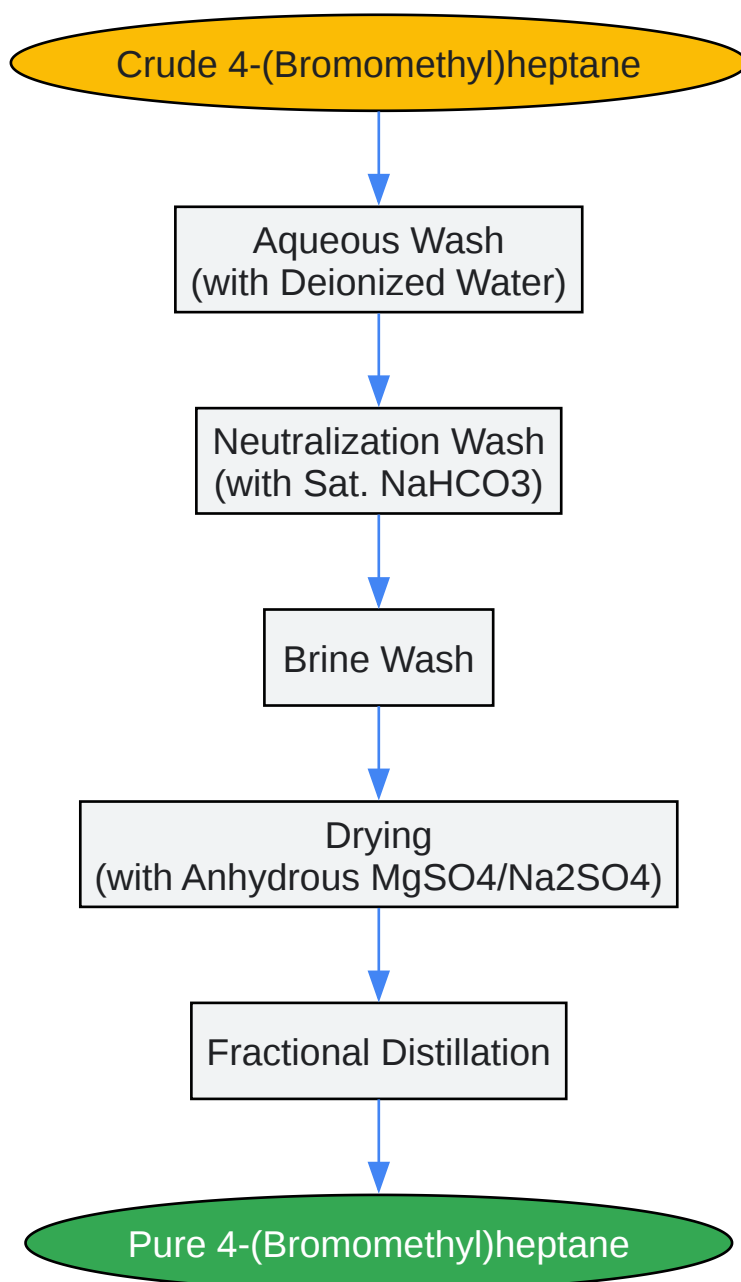 Crude 4-(Bromomethyl)heptane
Aqueous Wash
(with Deionized Water)
Neutralization Wash
(with Sat. NaHCO3)
Brine Wash
Drying
(with Anhydrous MgSO4/Na2SO4)
Fractional Distillation
Pure 4-(Bromomethyl)heptane